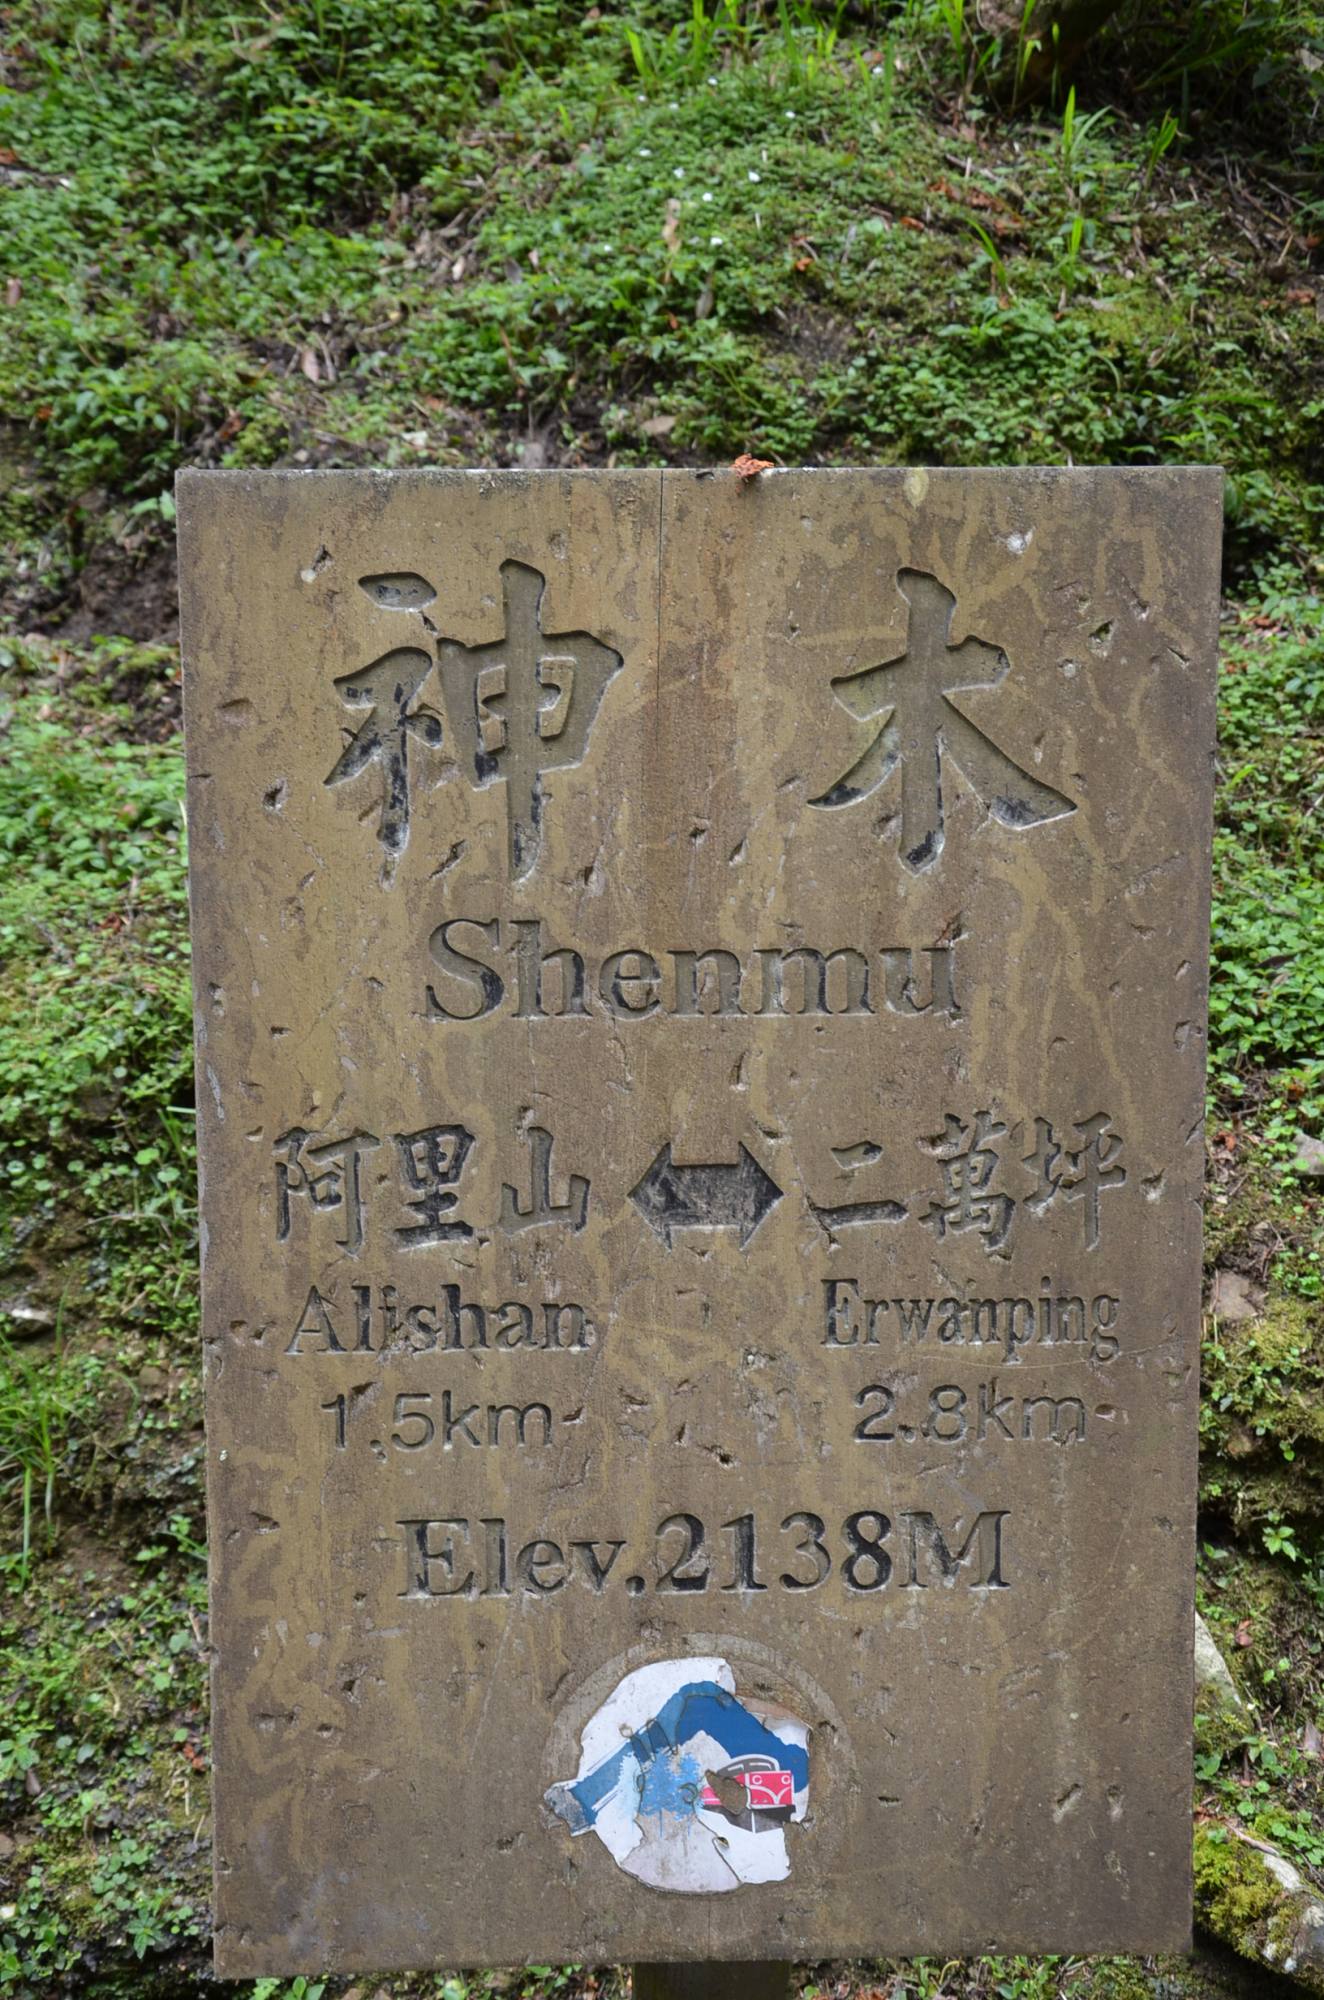 神木
Shenmu
阿里山 ↔ 二萬坪
Alishan Erwanping
1.5km 2.8km
Elev.2138M